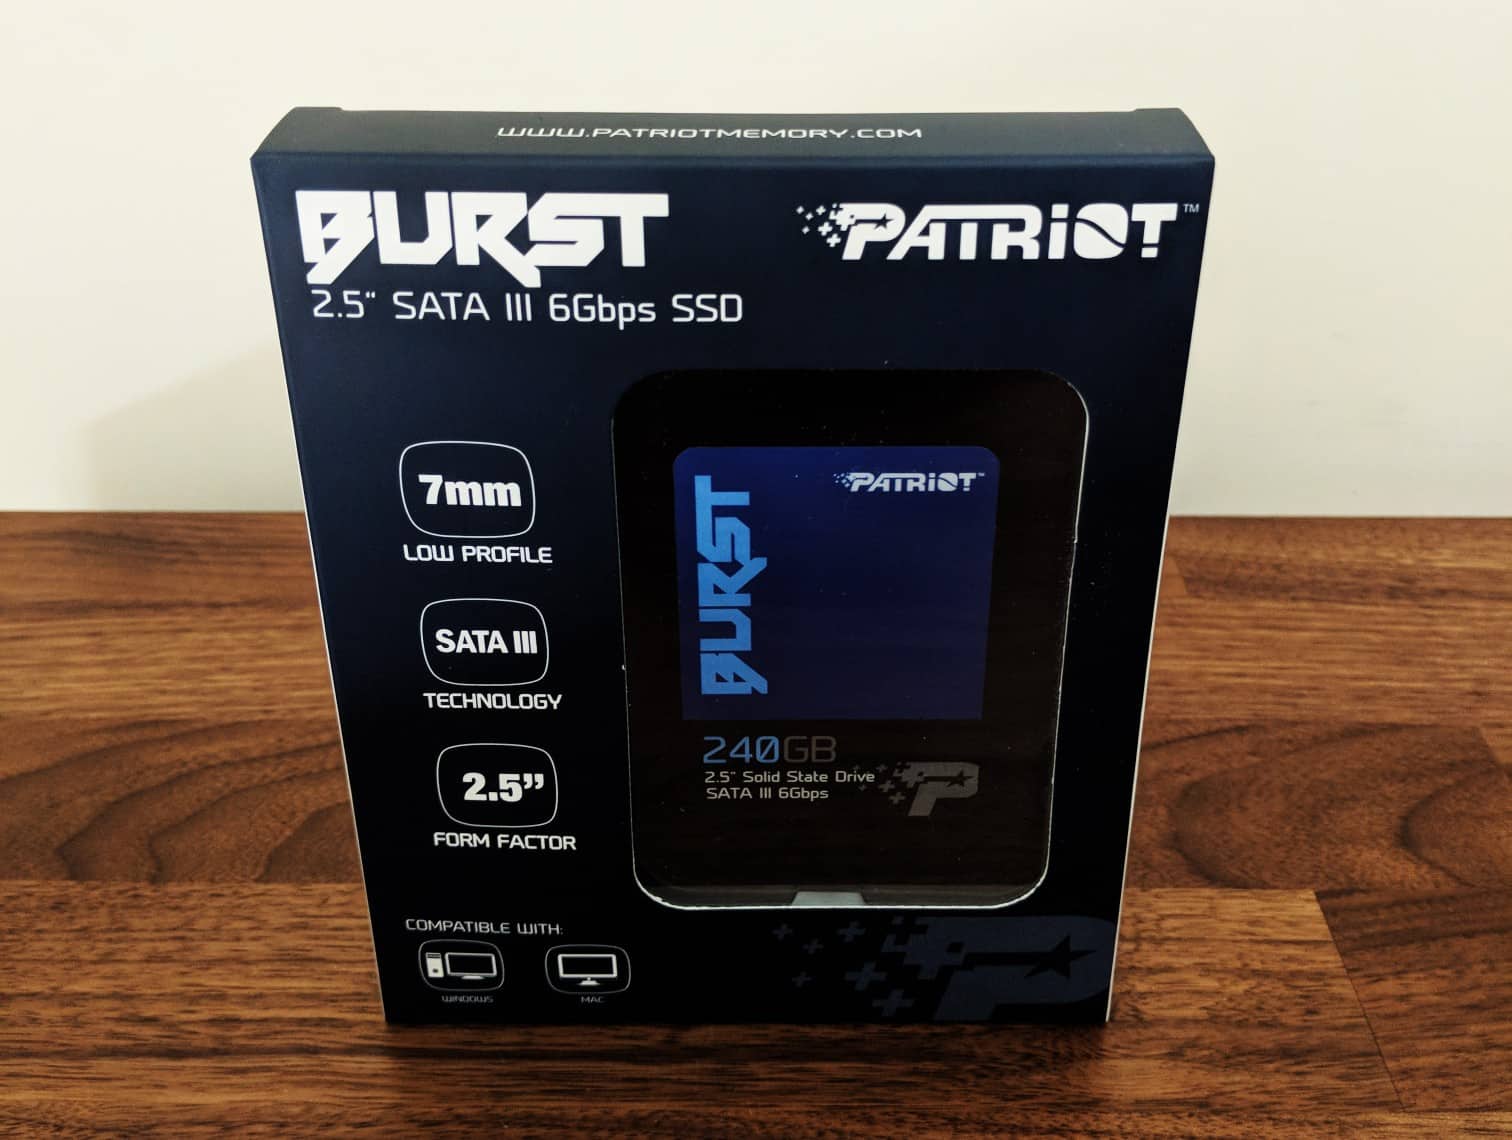 WWW.PATRIOTMEMORY.COM
BURST
PATRiOT™
2.5“ SATA III 6Gbps SSD
7mm
LOW PROFILE
SATA III
TECHNOLOGY
2.5”
FORM FACTOR
COMPATIBLE WITH:
WINDOWS
MAC
PATRiOT™
BURST
240GB
2.5" Solid State Drive
SATA III 6Gbps
P
P